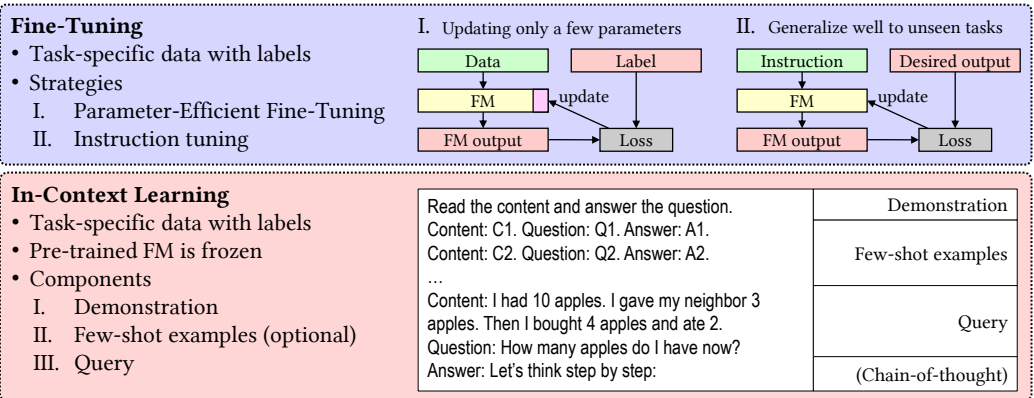 Fine-Tuning
• Task-specific data with labels
• Strategies
I. Parameter-Efficient Fine-Tuning
II. Instruction tuning
I. Updating only a few parameters
Data
Label
FM
update
FM output
Loss
II. Generalize well to unseen tasks
Instruction
Desired output
FM
update
FM output
Loss
In-Context Learning
• Task-specific data with labels
• Pre-trained FM is frozen
• Components
I. Demonstration
II. Few-shot examples (optional)
III. Query
Read the content and answer the question.
Content: C1. Question: Q1. Answer: A1.
Content: C2. Question: Q2. Answer: A2.
…
Content: I had 10 apples. I gave my neighbor 3
apples. Then I bought 4 apples and ate 2.
Question: How many apples do I have now?
Answer: Let’s think step by step:
Demonstration
Few-shot examples
Query
(Chain-of-thought)